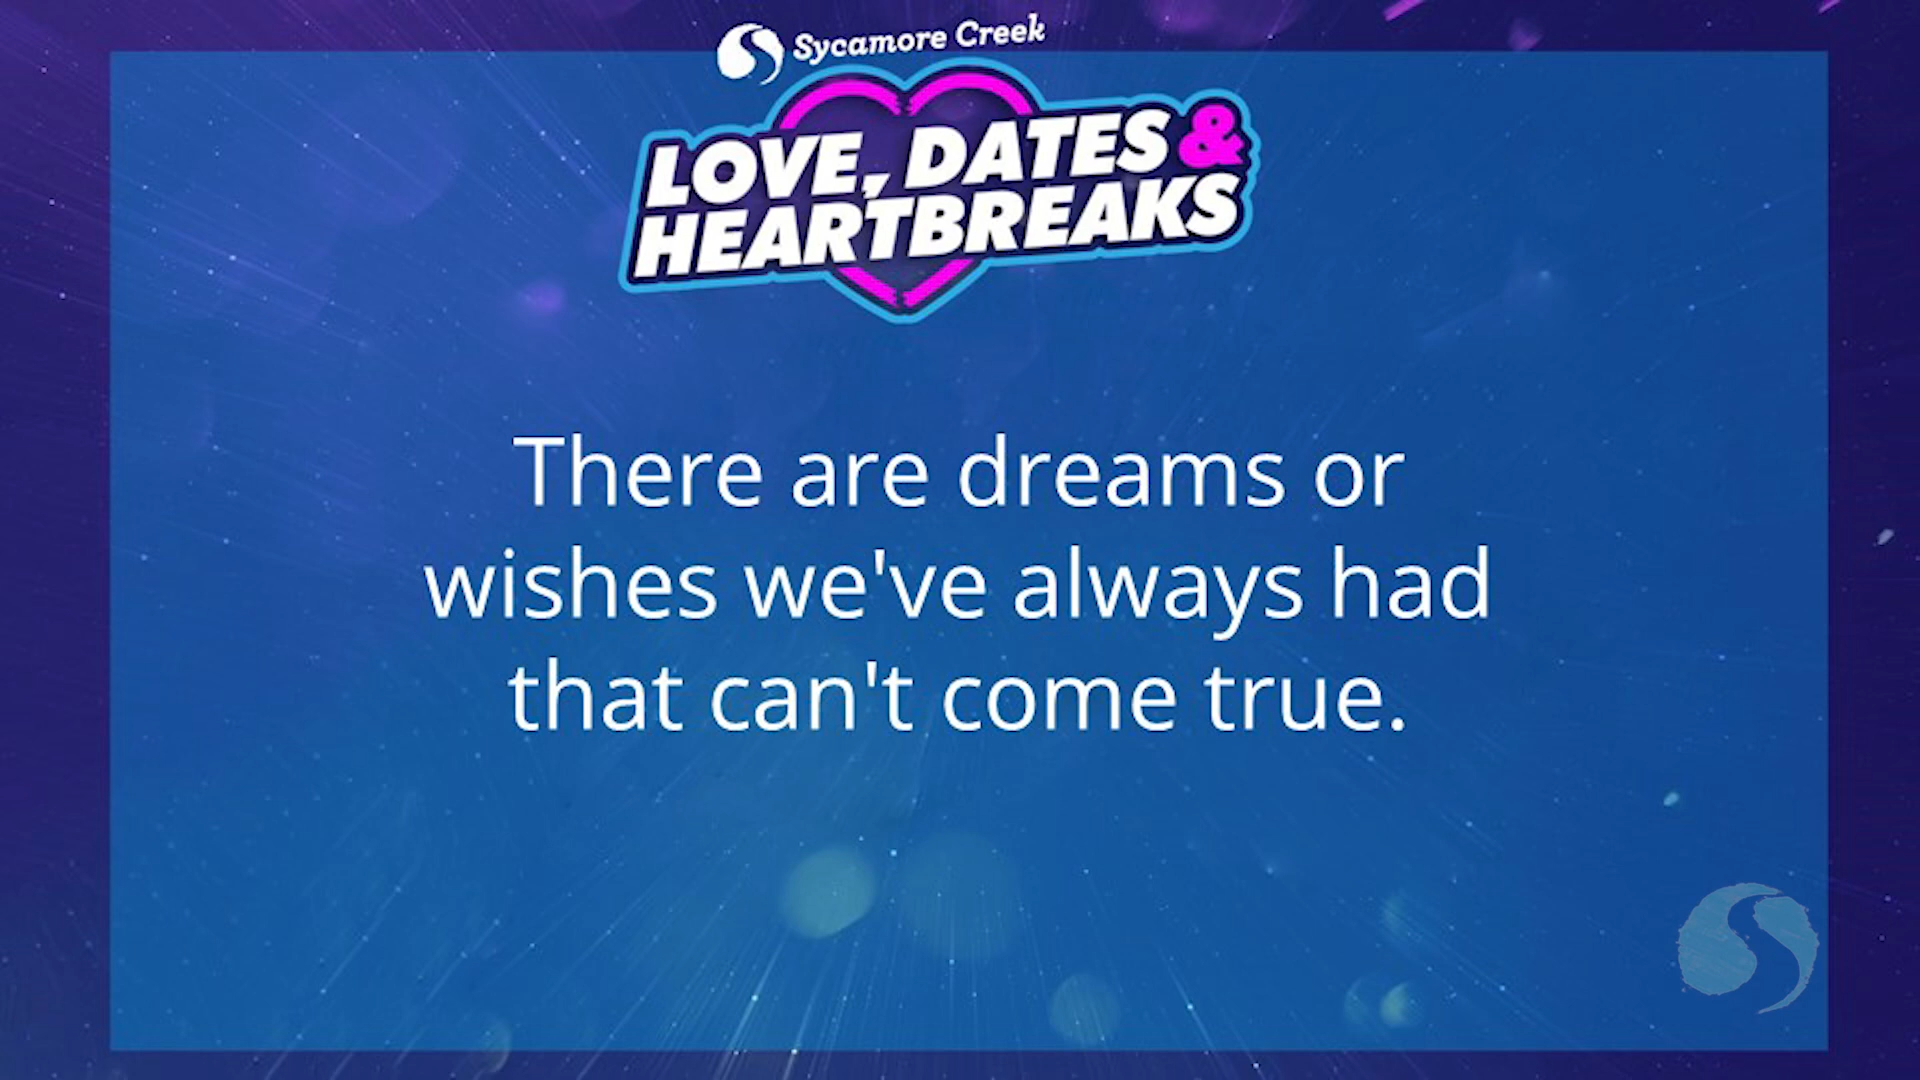 Sycamore Creek
LOVE, DATES &
HEARTBREAKS
There are dreams or
wishes we've always had
that can't come true.